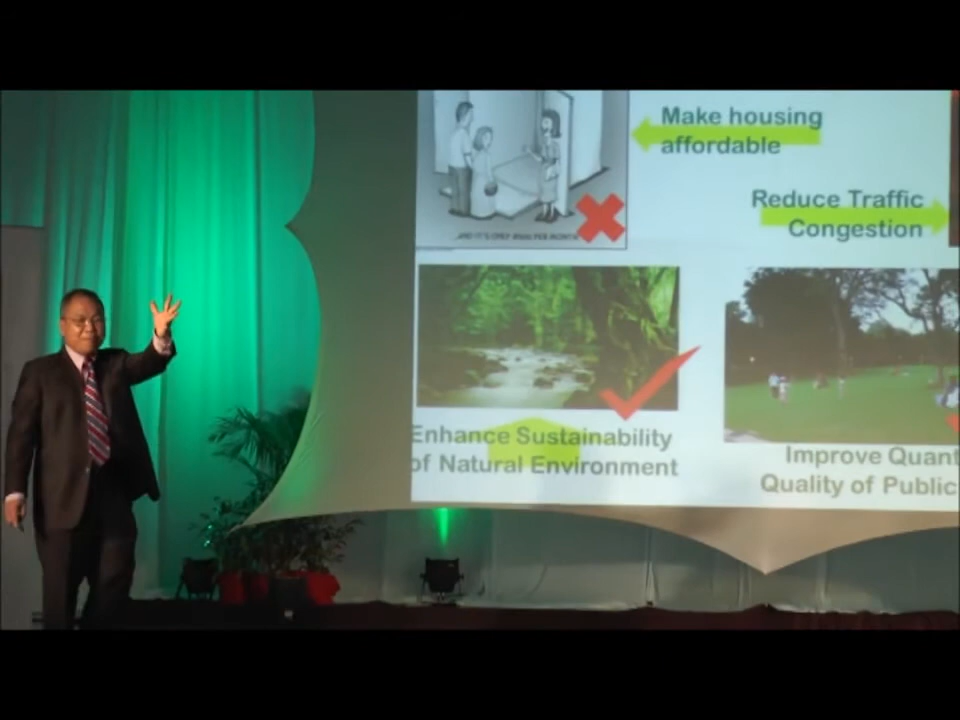 Make housing
affordable
Reduce Traffic
Congestion
Enhance Sustainability
of Natural Environment
Improve Quant
Quality of Public